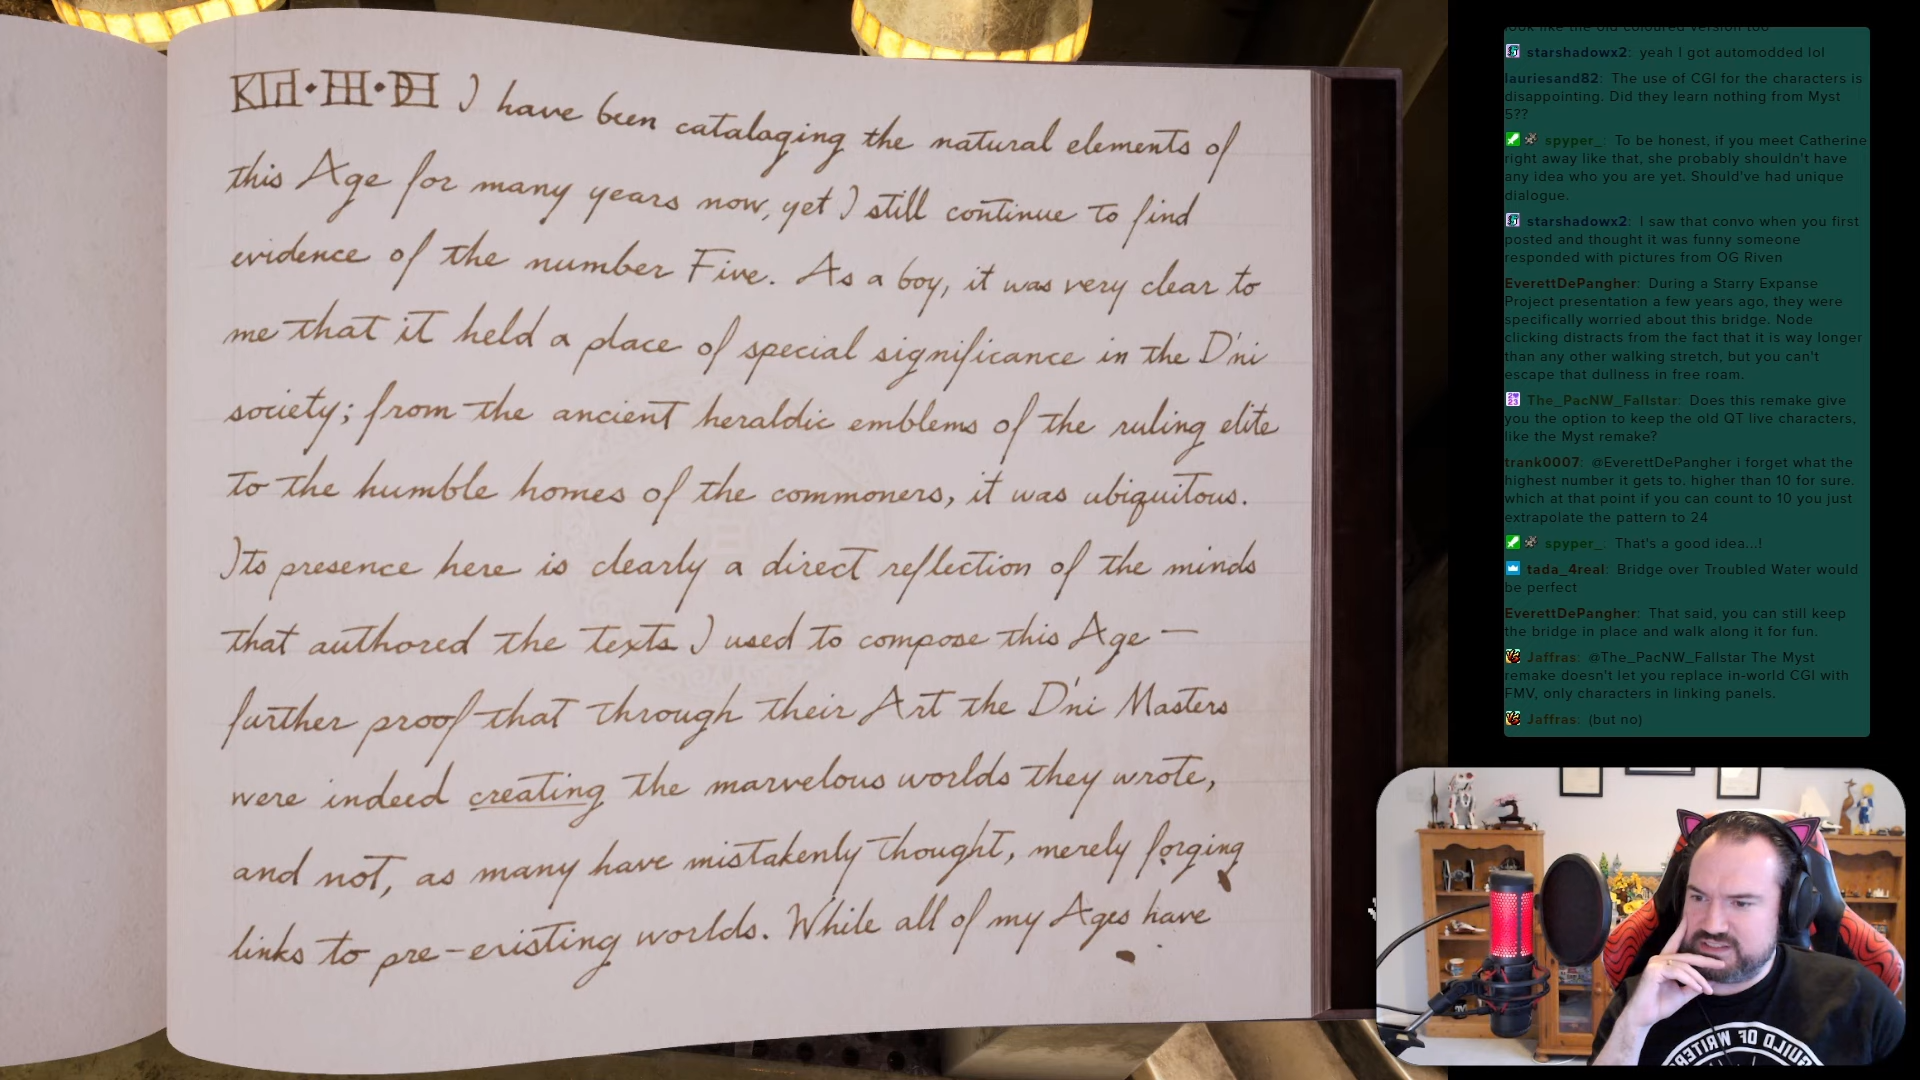 I have been cataloging the natural elements of
this Age for many years now, yet I still continue to find
evidence of the number Five. As a boy, it was very clear to
me that it held a place of special significance in the D'ni
society; from the ancient heraldic emblems of the ruling elite
to the humble homes of the commoners, it was ubiquitous.
Its presence here is clearly a direct reflection of the minds
that authored the texts I used to compose this Age —
further proof that through their Art the D'ni Masters
were indeed creating the marvelous worlds they wrote,
and not, as many have mistakenly thought, merely forging
links to pre-existing worlds. While all of my Ages have
look like the old coloured version too
starshadowx2: yeah I got automodded lol
lauriesand82: The use of CGI for the characters is
disappointing. Did they learn nothing from Myst
5??
spyper_: To be honest, if you meet Catherine
right away like that, she probably shouldn't have
any idea who you are yet. Should've had unique
dialogue.
starshadowx2: I saw that convo when you first
posted and thought it was funny someone
responded with pictures from OG Riven
EverettDePangher: During a Starry Expanse
Project presentation a few years ago, they were
specifically worried about this bridge. Node
clicking distracts from the fact that it is way longer
than any other walking stretch, but you can't
escape that dullness in free roam.
The_PacNW_Fallstar: Does this remake give
you the option to keep the old QT live characters,
like the Myst remake?
trank0007: @EverettDePangher i forget what the
highest number it gets to. higher than 10 for sure.
which at that point if you can count to 10 you just
extrapolate the pattern to 24
spyper_: That's a good idea...!
tada_4real: Bridge over Troubled Water would
be perfect
EverettDePangher: That said, you can still keep
the bridge in place and walk along it for fun.
Jaffras: @The_PacNW_Fallstar The Myst
remake doesn't let you replace in-world CGI with
FMV, only characters in linking panels.
Jaffras: (but no)
GUILD OF WRITERS